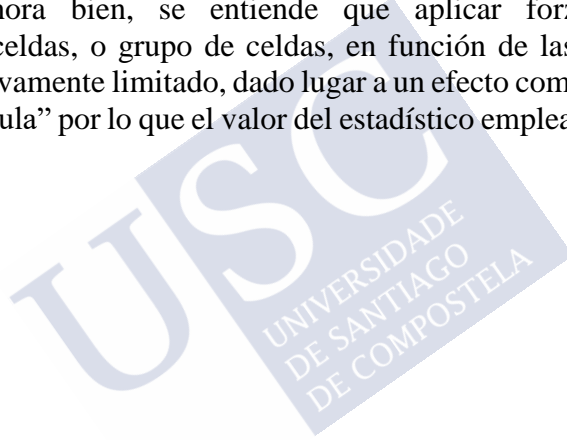 hora bien, se entiende que aplicar forz
celdas, o grupo de celdas, en función de las
vamente limitado, dado lugar a un efecto com
ula” por lo que el valor del estadístico emplea
USC
UNIVERSIDADE
DE SANTIAGO
DE COMPOSTELA